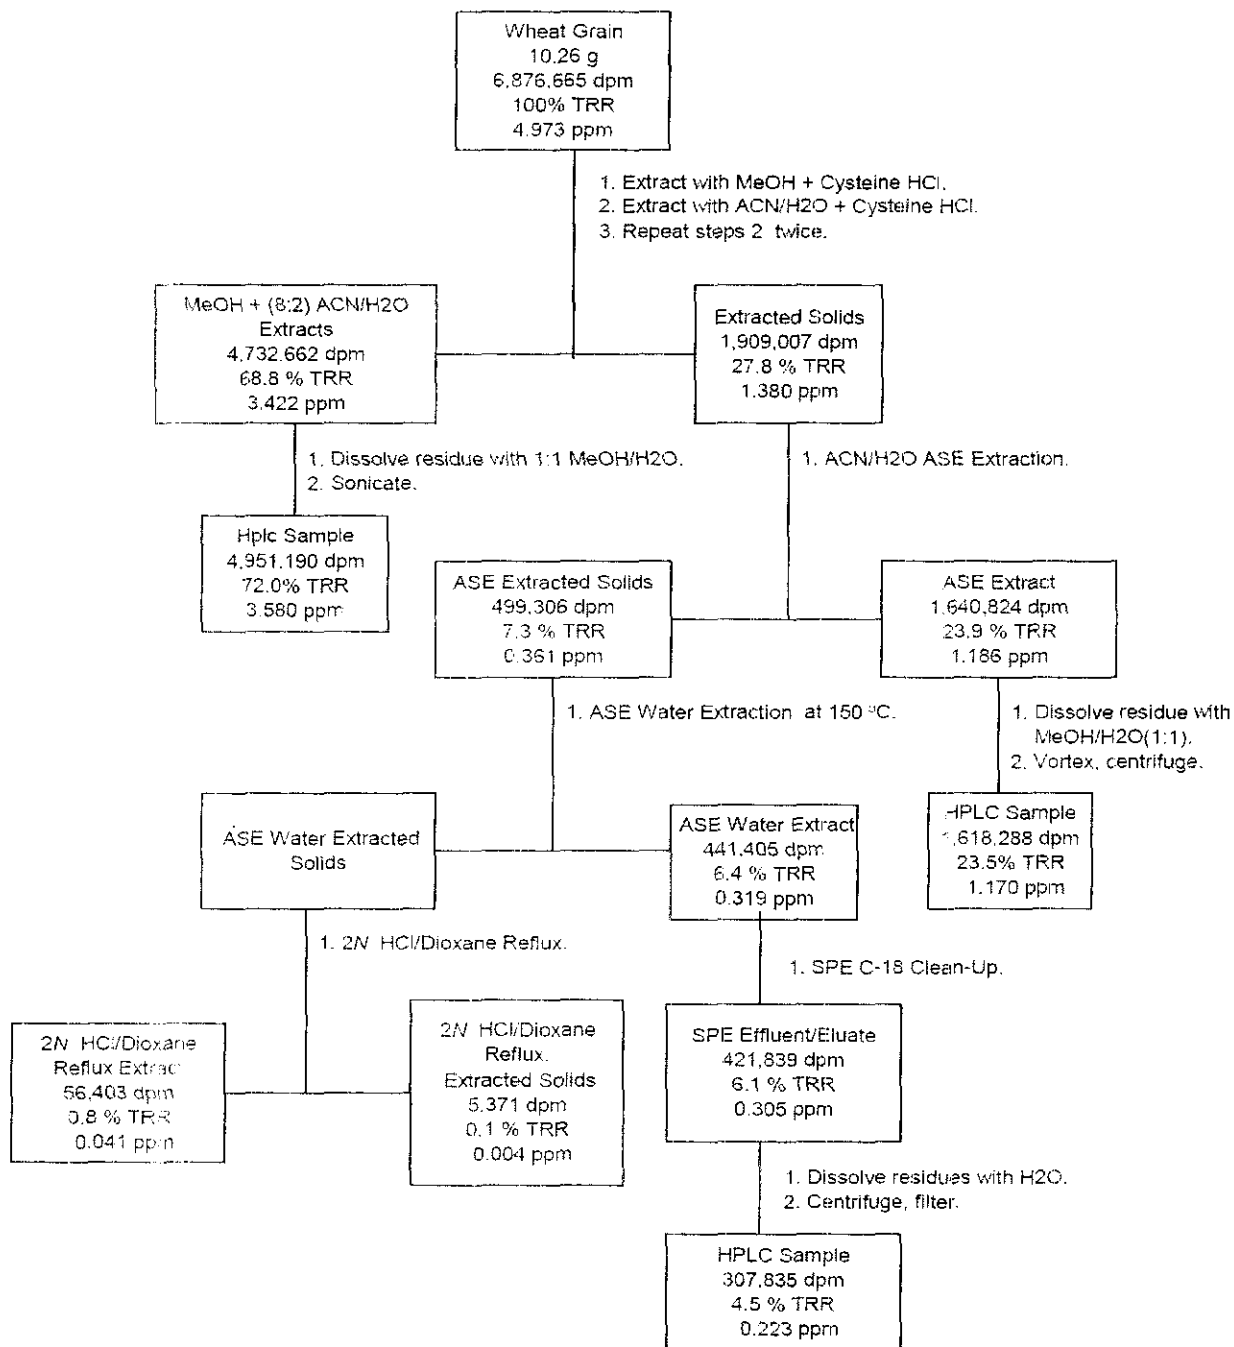 Wheat Grain
10.26 g
6,876,665 dpm
100% TRR
4.973 ppm
1. Extract with MeOH + Cysteine HCl.
2. Extract with ACN/H2O + Cysteine HCl.
3. Repeat steps 2 twice.
MeOH + (8:2) ACN/H2O
Extracts
4,732,662 dpm
68.8 % TRR
3.422 ppm
Extracted Solids
1,909,007 dpm
27.8 % TRR
1.380 ppm
1. Dissolve residue with 1:1 MeOH/H2O.
2. Sonicate.
1. ACN/H2O ASE Extraction.
Hplc Sample
4,951,190 dpm
72.0% TRR
3.580 ppm
ASE Extracted Solids
499,306 dpm
7.3 % TRR
0.361 ppm
ASE Extract
1,640,824 dpm
23.9 % TRR
1.186 ppm
1. ASE Water Extraction at 150 ºC.
1. Dissolve residue with
MeOH/H2O(1:1).
2. Vortex, centrifuge.
ASE Water Extracted
Solids
ASE Water Extract
441,405 dpm
6.4 % TRR
0.319 ppm
HPLC Sample
1,618,288 dpm
23.5% TRR
1.170 ppm
1. 2N HCl/Dioxane Reflux.
1. SPE C-18 Clean-Up.
2N HCl/Dioxane
Reflux Extract
56,403 dpm
0.8 % TRR
0.041 ppm
2N HCl/Dioxane
Reflux.
Extracted Solids
5,371 dpm
0.1 % TRR
0.004 ppm
SPE Effluent/Eluate
421,839 dpm
6.1 % TRR
0.305 ppm
1. Dissolve residues with H2O.
2. Centrifuge, filter.
HPLC Sample
307,835 dpm
4.5 % TRR
0.223 ppm